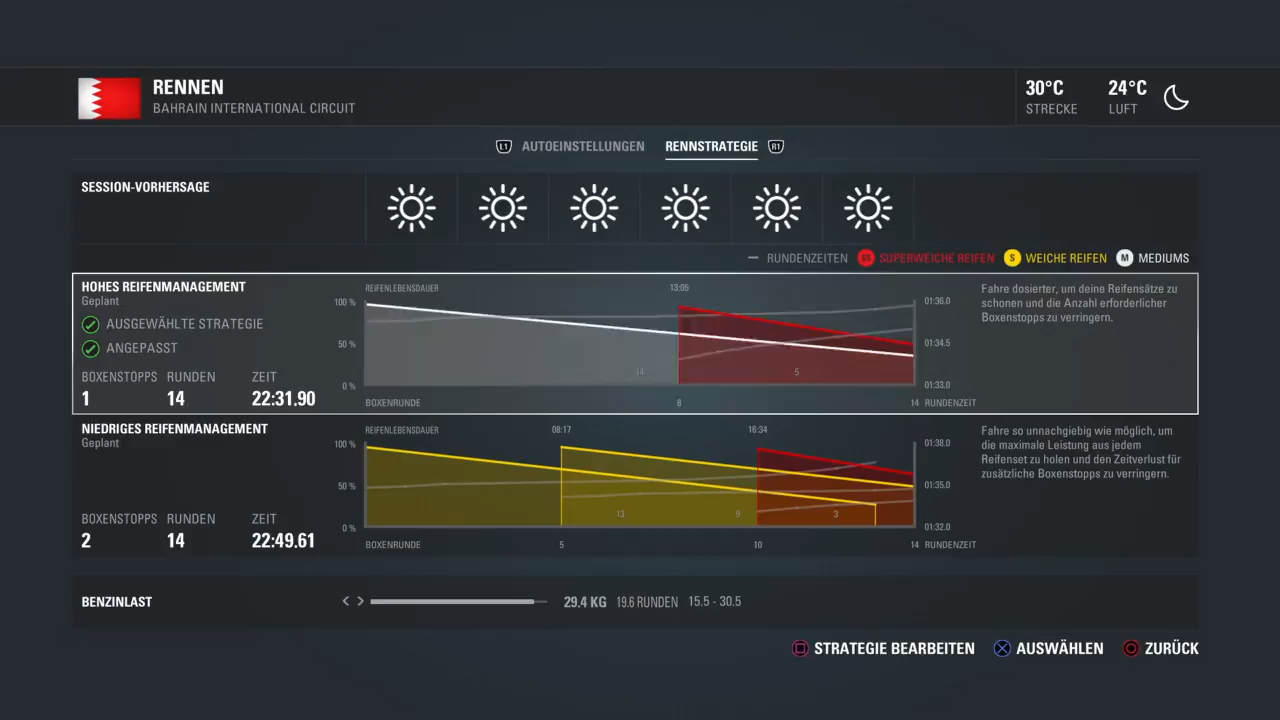 RENNEN
BAHRAIN INTERNATIONAL CIRCUIT
30°C
STRECKE
24°C
LUFT
L1 AUTOEINSTELLUNGEN RENNSTRATEGIE R1
SESSION-VORHERSAGE
RUNDENZEITEN SS SUPERWEICHE REIFEN S WEICHE REIFEN M MEDIUMS
HOHES REIFENMANAGEMENT
Geplant
AUSGEWÄHLTE STRATEGIE
ANGEPASST
BOXENSTOPPS RUNDEN ZEIT
1 14 22:31.90
REIFENLEBENSDAUER 13:05
100 % 01:36.0
50 % 01:34.5
14 5
0 % 01:33.0
BOXENRUNDE 8 14 RUNDENZEIT
Fahre dosierter, um deine Reifensätze zu
schonen und die Anzahl erforderlicher
Boxenstopps zu verringern.
NIEDRIGES REIFENMANAGEMENT
Geplant
BOXENSTOPPS RUNDEN ZEIT
2 14 22:49.61
REIFENLEBENSDAUER 08:17 16:34
100 % 01:38.0
50 % 01:35.0
13 9 3
0 % 01:32.0
BOXENRUNDE 5 10 14 RUNDENZEIT
Fahre so unnachgiebig wie möglich, um
die maximale Leistung aus jedem
Reifenset zu holen und den Zeitverlust für
zusätzliche Boxenstopps zu verringern.
BENZINLAST 29.4 KG 19.6 RUNDEN 15.5 - 30.5
STRATEGIE BEARBEITEN AUSWÄHLEN ZURÜCK